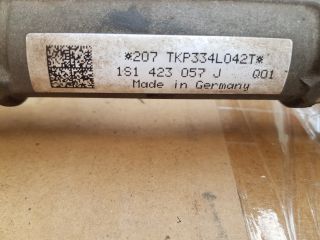 *207 TKP334L042T*
1S1 423 057 J Q01
Made in Germany